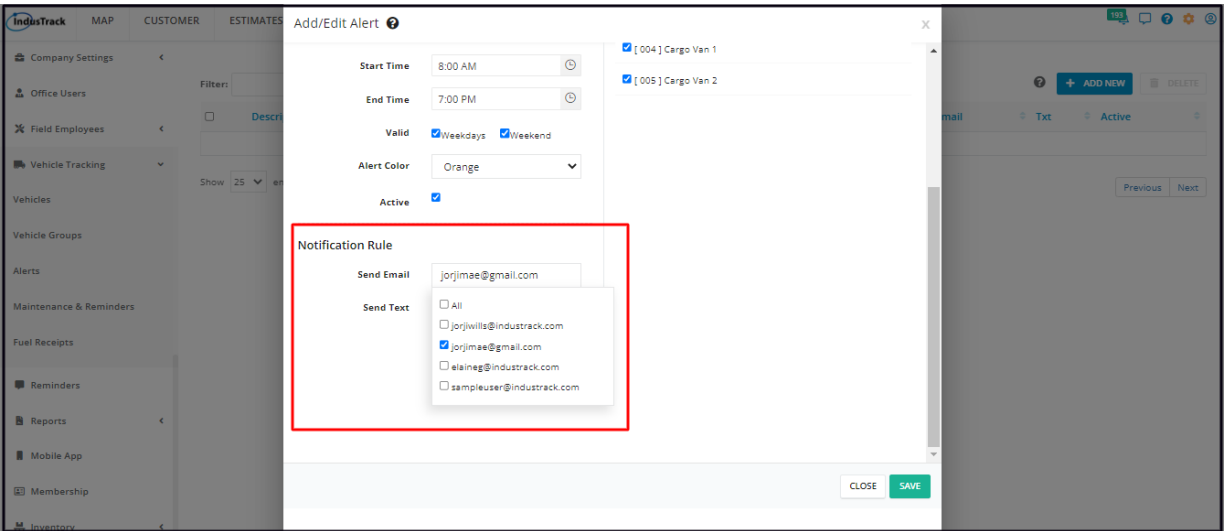 IndusTrack MAP CUSTOMER ESTIMATES 193
Add/Edit Alert ? X
Company Settings
Office Users
Field Employees
Vehicle Tracking
Vehicles
Vehicle Groups
Alerts
Maintenance & Reminders
Fuel Receipts
Reminders
Reports
Mobile App
Membership
Inventory
Filter: ? + ADD NEW DELETE
Descri mail Txt Active
Show 25 en Previous Next
Start Time 8:00 AM
End Time 7:00 PM
Valid Weekdays Weekend
Alert Color Orange
Active
[ 004 ] Cargo Van 1
[ 005 ] Cargo Van 2
Notification Rule
Send Email jorjimae@gmail.com
Send Text
All
jorjiwills@industrack.com
jorjimae@gmail.com
elaineg@industrack.com
sampleuser@industrack.com
CLOSE SAVE